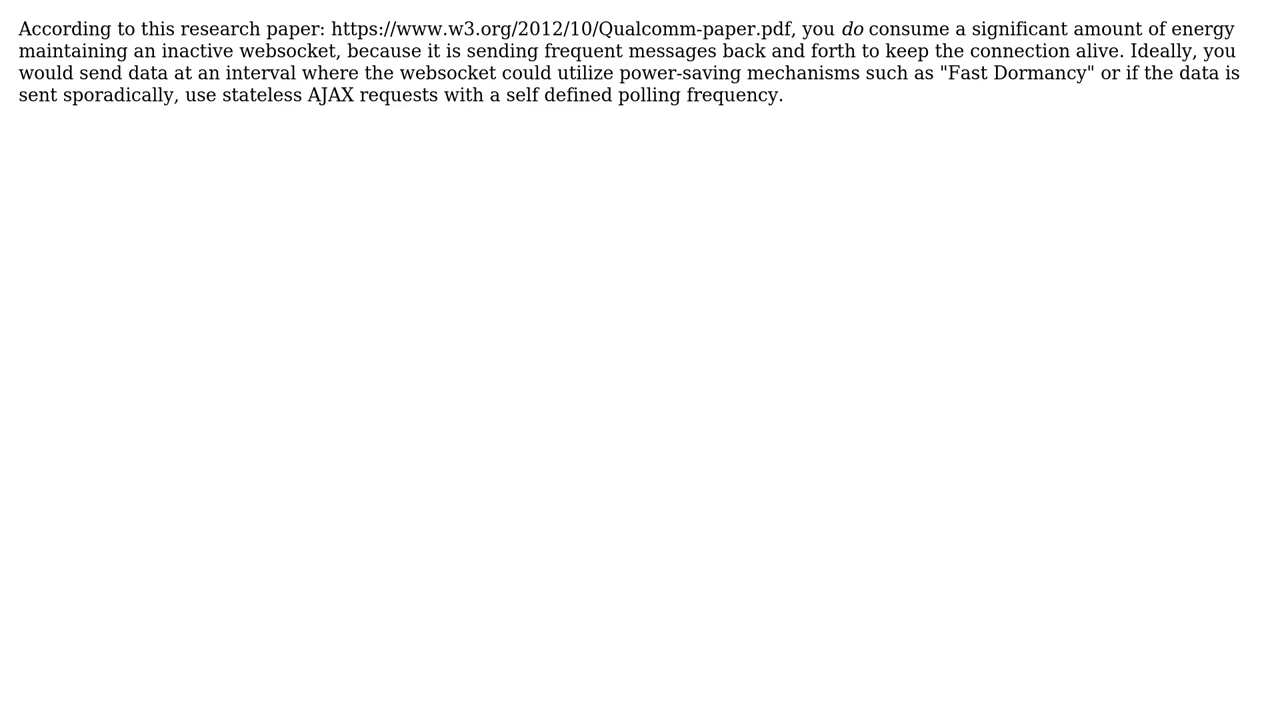 According to this research paper: https://www.w3.org/2012/10/Qualcomm-paper.pdf, you do consume a significant amount of energy
maintaining an inactive websocket, because it is sending frequent messages back and forth to keep the connection alive. Ideally, you
would send data at an interval where the websocket could utilize power-saving mechanisms such as "Fast Dormancy" or if the data is
sent sporadically, use stateless AJAX requests with a self defined polling frequency.